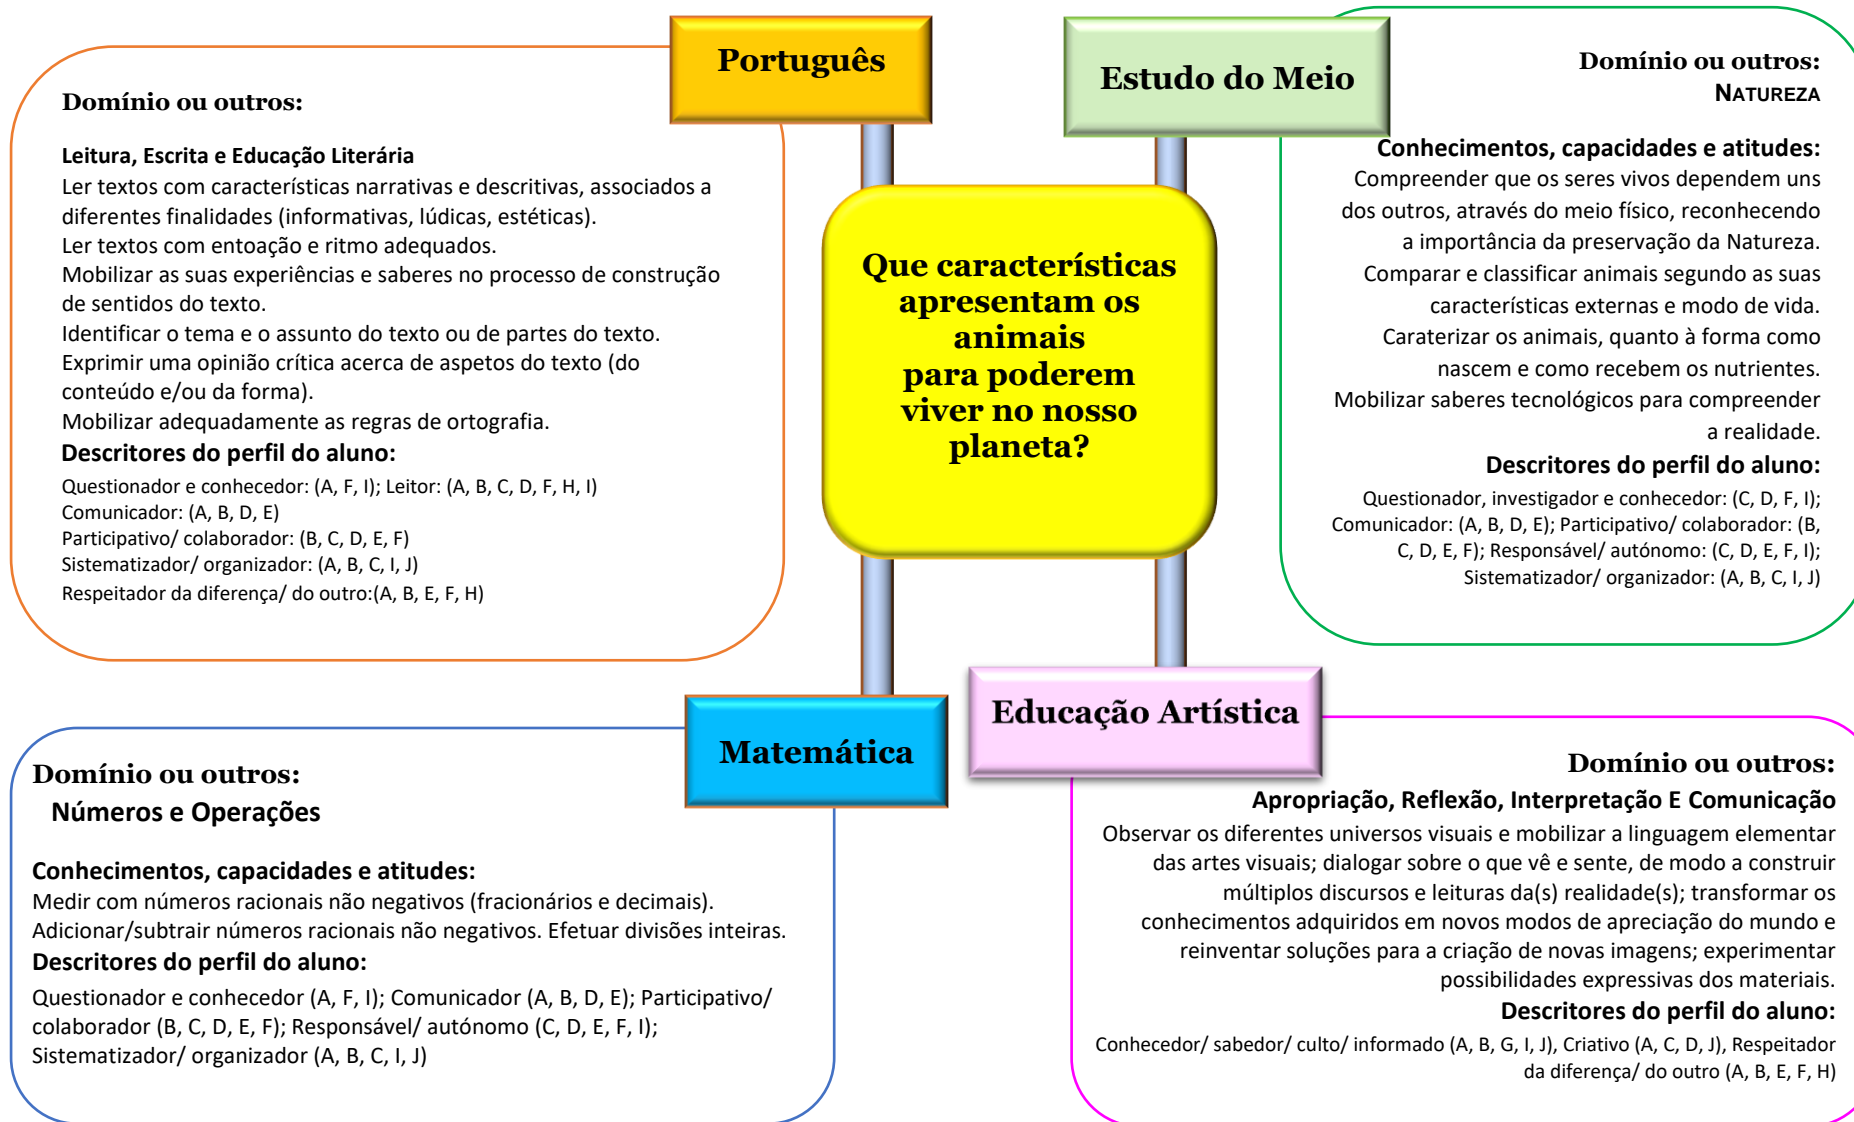 Português
Domínio ou outros:
Leitura, Escrita e Educação Literária
Ler textos com características narrativas e descritivas, associados a
diferentes finalidades (informativas, lúdicas, estéticas).
Ler textos com entoação e ritmo adequados.
Mobilizar as suas experiências e saberes no processo de construção
de sentidos do texto.
Identificar o tema e o assunto do texto ou de partes do texto.
Exprimir uma opinião crítica acerca de aspetos do texto (do
conteúdo e/ou da forma).
Mobilizar adequadamente as regras de ortografia.
Descritores do perfil do aluno:
Questionador e conhecedor: (A, F, I); Leitor: (A, B, C, D, F, H, I)
Comunicador: (A, B, D, E)
Participativo/ colaborador: (B, C, D, E, F)
Sistematizador/ organizador: (A, B, C, I, J)
Respeitador da diferença/ do outro:(A, B, E, F, H)
Estudo do Meio
Domínio ou outros:
NATUREZA
Conhecimentos, capacidades e atitudes:
Compreender que os seres vivos dependem uns
dos outros, através do meio físico, reconhecendo
a importância da preservação da Natureza.
Comparar e classificar animais segundo as suas
características externas e modo de vida.
Caraterizar os animais, quanto à forma como
nascem e como recebem os nutrientes.
Mobilizar saberes tecnológicos para compreender
a realidade.
Descritores do perfil do aluno:
Questionador, investigador e conhecedor: (C, D, F, I);
Comunicador: (A, B, D, E); Participativo/ colaborador: (B,
C, D, E, F); Responsável/ autónomo: (C, D, E, F, I);
Sistematizador/ organizador: (A, B, C, I, J)
Que características
apresentam os
animais
para poderem
viver no nosso
planeta?
Matemática
Domínio ou outros:
Números e Operações
Conhecimentos, capacidades e atitudes:
Medir com números racionais não negativos (fracionários e decimais).
Adicionar/subtrair números racionais não negativos. Efetuar divisões inteiras.
Descritores do perfil do aluno:
Questionador e conhecedor (A, F, I); Comunicador (A, B, D, E); Participativo/
colaborador (B, C, D, E, F); Responsável/ autónomo (C, D, E, F, I);
Sistematizador/ organizador (A, B, C, I, J)
Educação Artística
Domínio ou outros:
Apropriação, Reflexão, Interpretação E Comunicação
Observar os diferentes universos visuais e mobilizar a linguagem elementar
das artes visuais; dialogar sobre o que vê e sente, de modo a construir
múltiplos discursos e leituras da(s) realidade(s); transformar os
conhecimentos adquiridos em novos modos de apreciação do mundo e
reinventar soluções para a criação de novas imagens; experimentar
possibilidades expressivas dos materiais.
Descritores do perfil do aluno:
Conhecedor/ sabedor/ culto/ informado (A, B, G, I, J), Criativo (A, C, D, J), Respeitador
da diferença/ do outro (A, B, E, F, H)